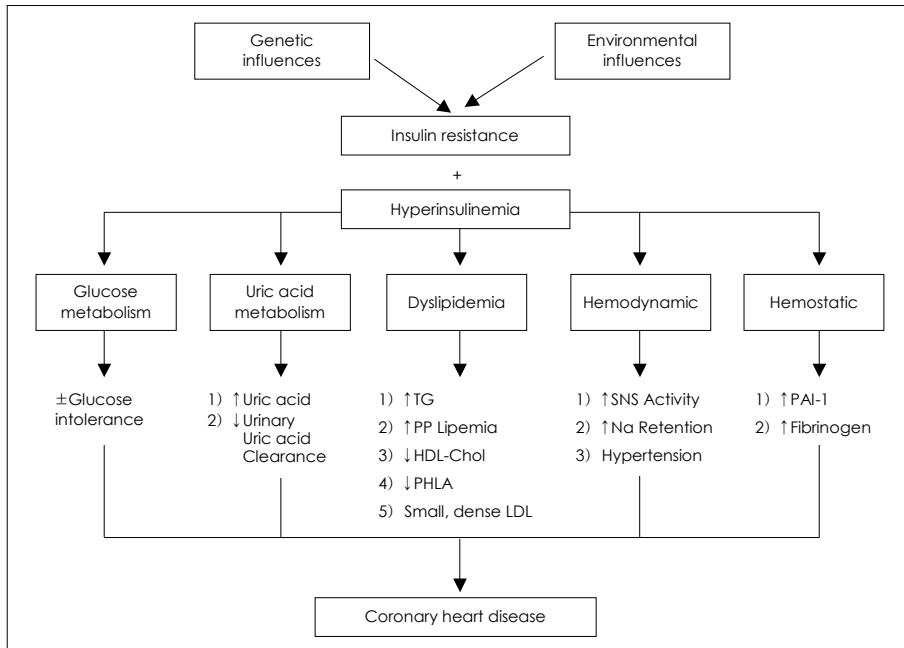 Genetic
influences
Environmental
influences
Insulin resistance
+
Hyperinsulinemia
Glucose
metabolism
Uric acid
metabolism
Dyslipidemia
Hemodynamic
Hemostatic
±Glucose
intolerance
1) ↑Uric acid
2) ↓Urinary
Uric acid
Clearance
1) ↑TG
2) ↑PP Lipemia
3) ↓HDL-Chol
4) ↓PHLA
5) Small, dense LDL
1) ↑SNS Activity
2) ↑Na Retention
3) Hypertension
1) ↑PAI-1
2) ↑Fibrinogen
Coronary heart disease